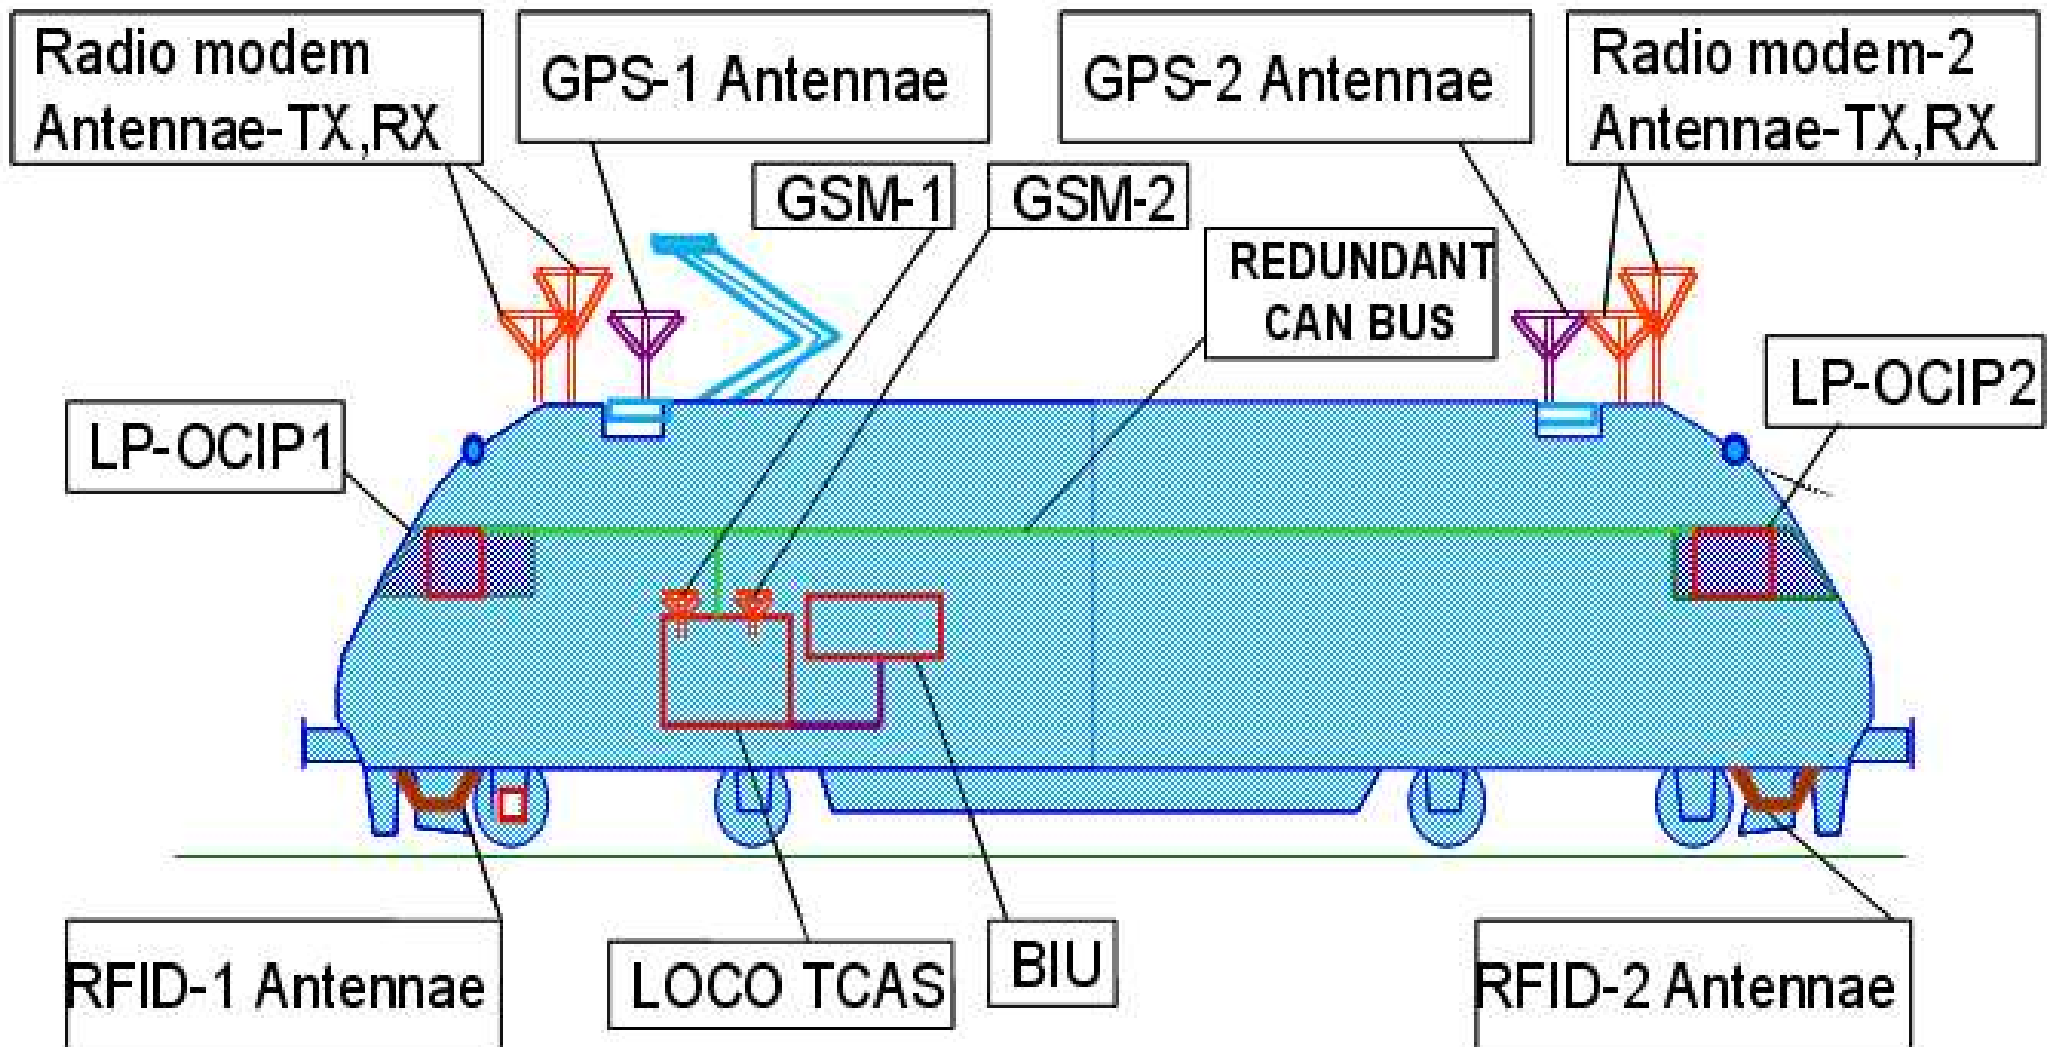 Radio modem
Antennae-TX,RX
GPS-1 Antennae
GPS-2 Antennae
Radio modem-2
Antennae-TX,RX
GSM-1
GSM-2
REDUNDANT
CAN BUS
LP-OCIP1
LP-OCIP2
RFID-1 Antennae
LOCO TCAS
BIU
RFID-2 Antennae